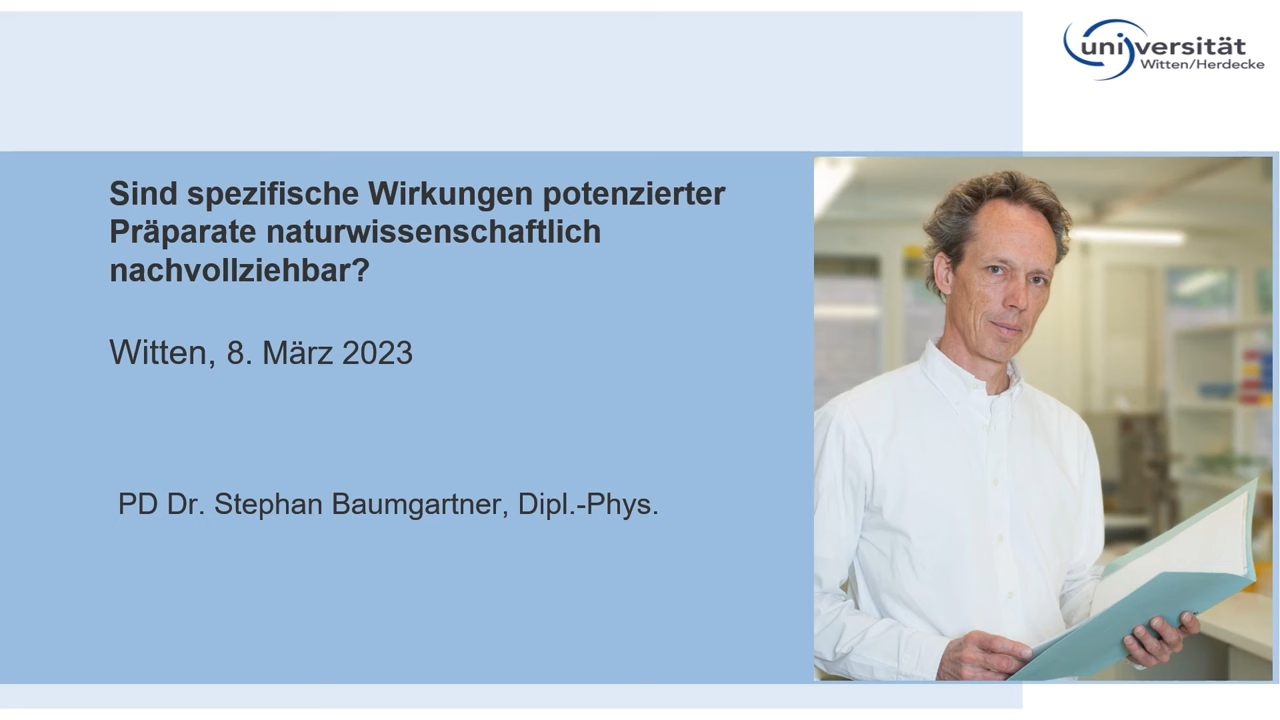 universität
Witten/Herdecke
Sind spezifische Wirkungen potenzierter
Präparate naturwissenschaftlich
nachvollziehbar?
Witten, 8. März 2023
PD Dr. Stephan Baumgartner, Dipl.-Phys.